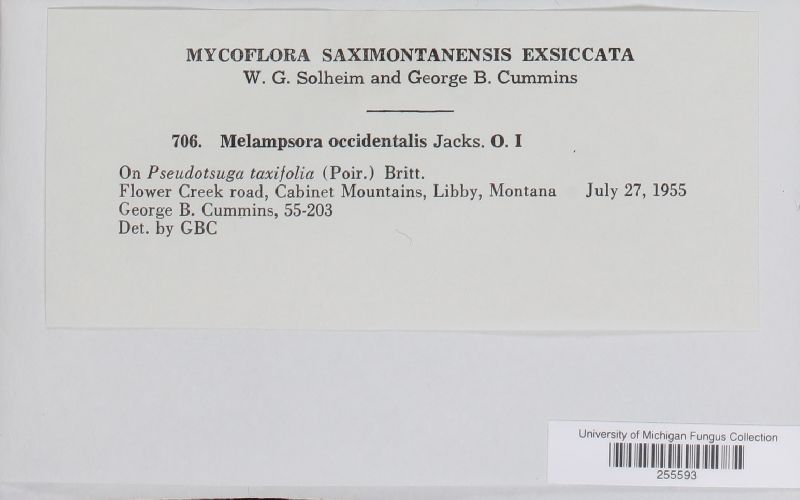 MYCOFLORA SAXIMONTANENSIS EXSICCATA
W. G. Solheim and George B. Cummins
706. Melampsora occidentalis Jacks. O. I
On Pseudotsuga taxifolia (Poir.) Britt.
Flower Creek road, Cabinet Mountains, Libby, Montana July 27, 1955
George B. Cummins, 55-203
Det. by GBC
University of Michigan Fungus Collection
255593